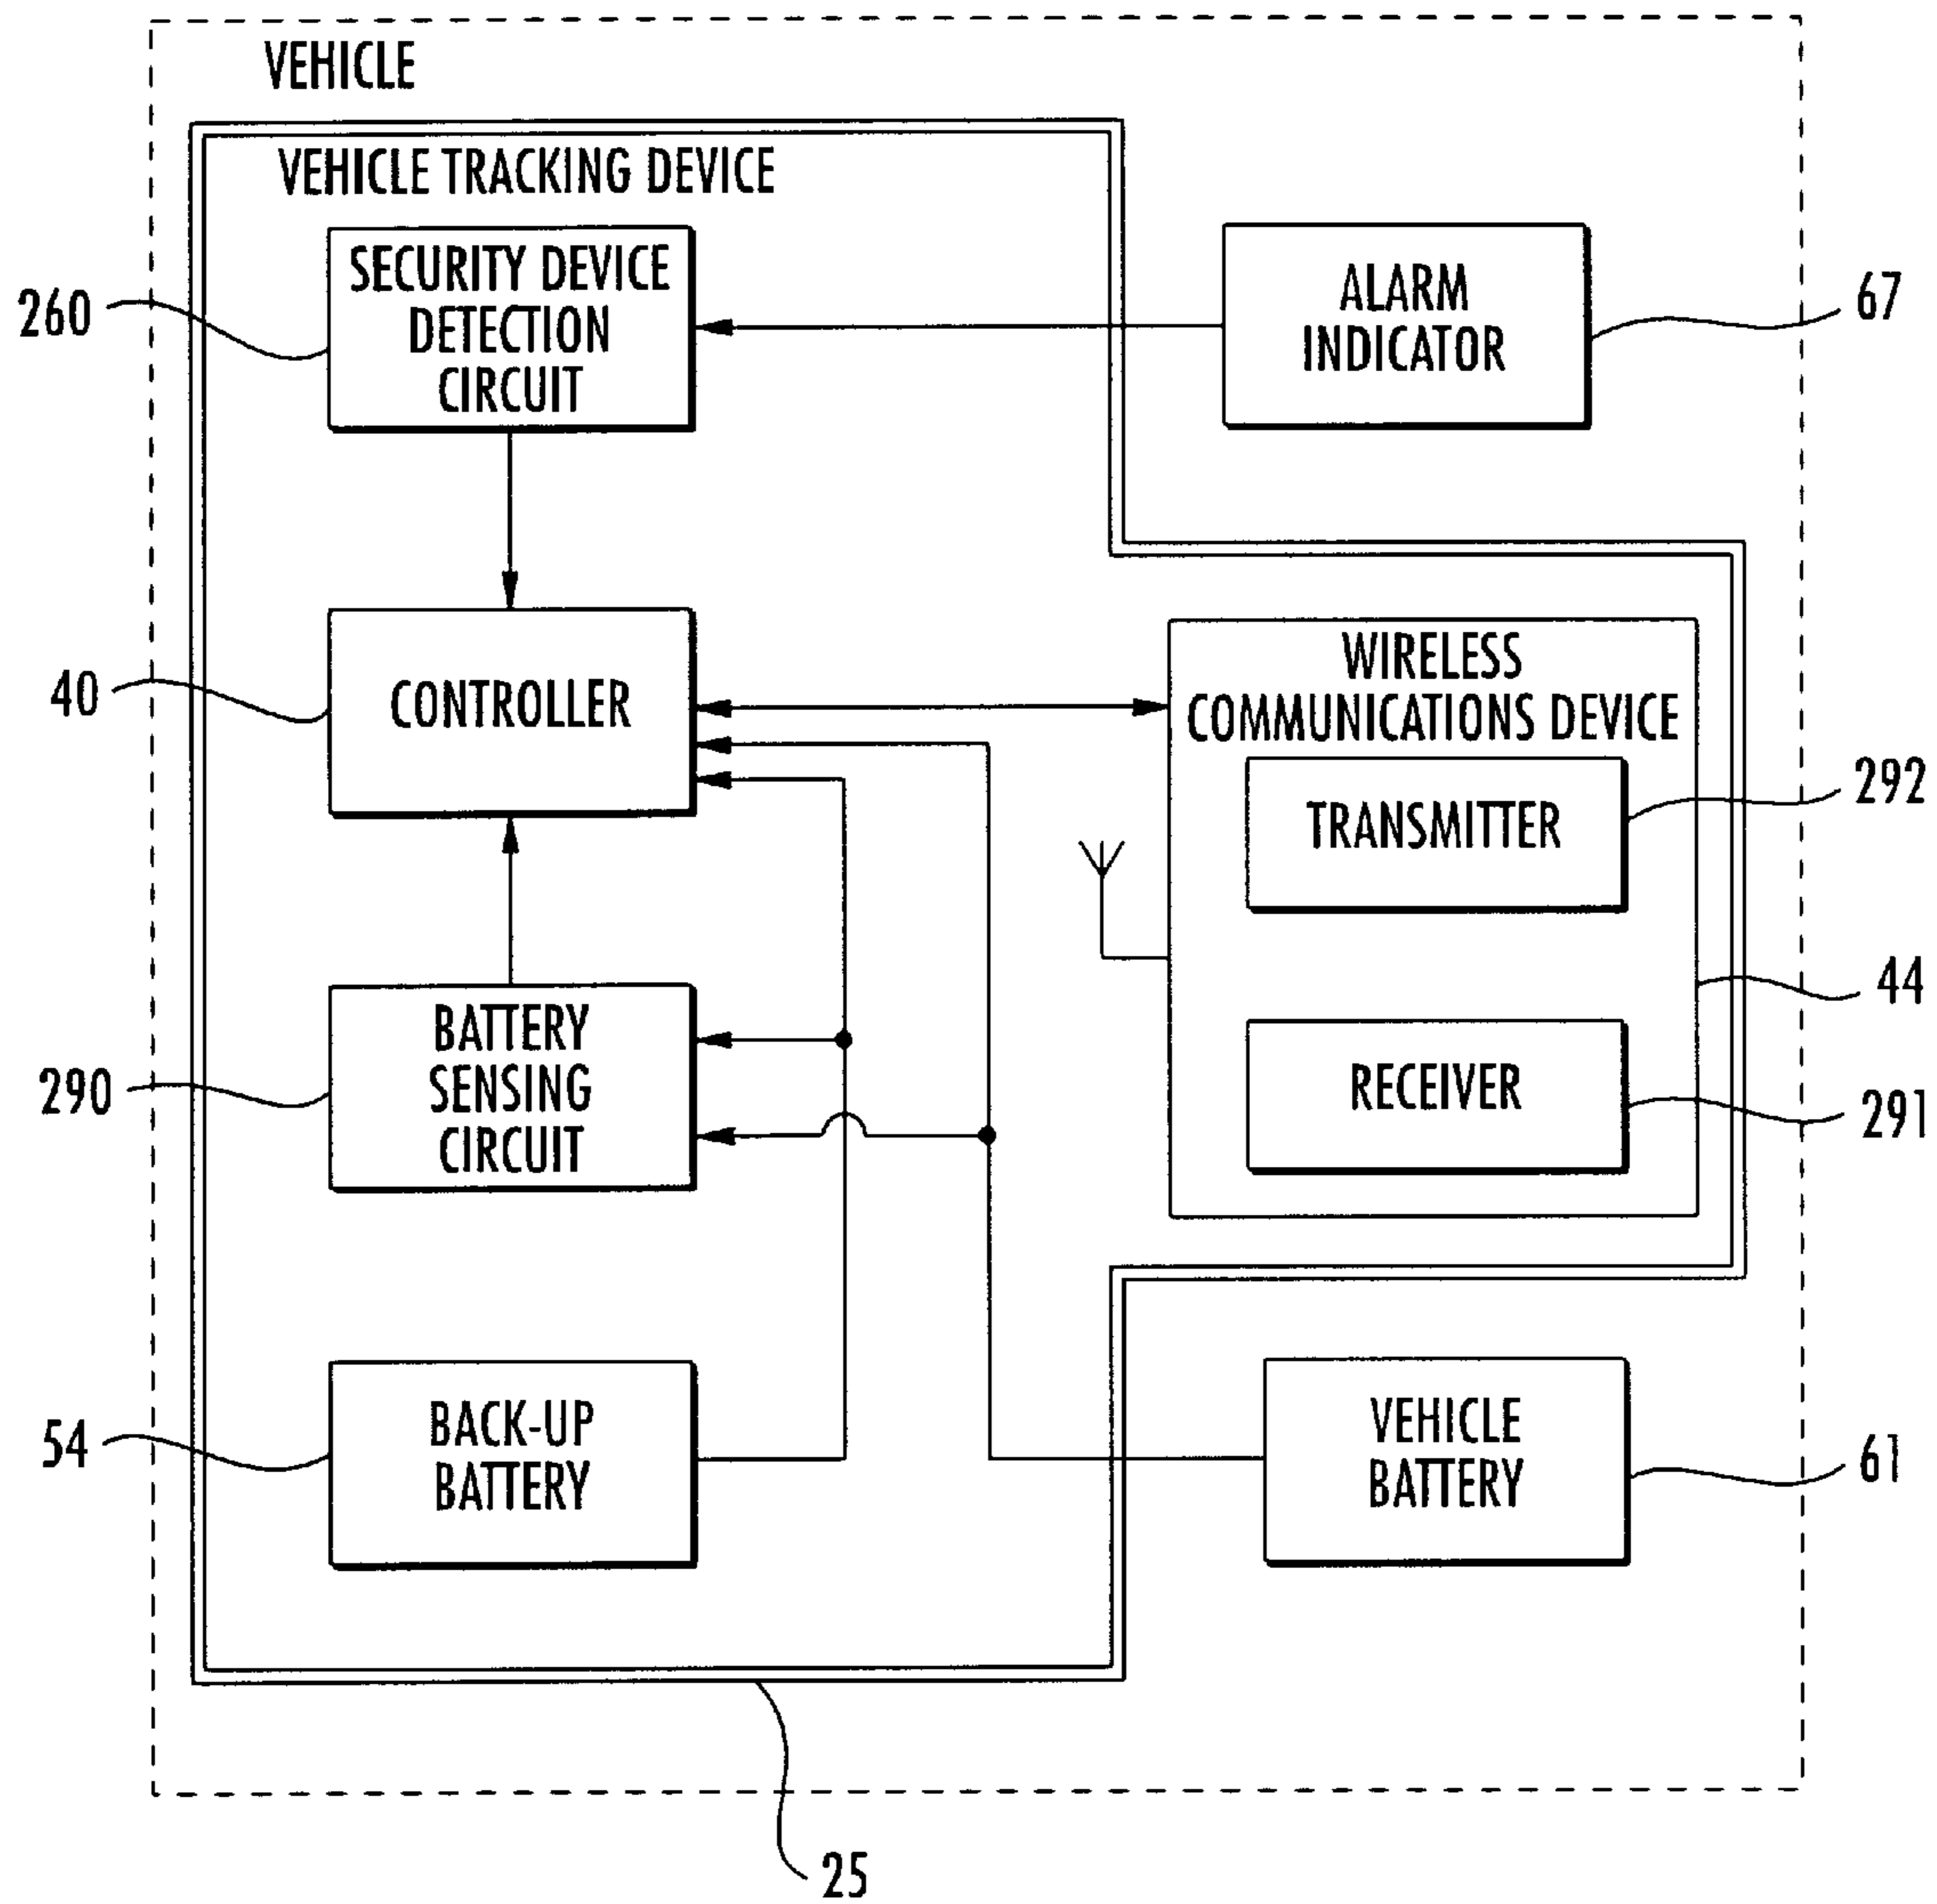 VEHICLE
VEHICLE TRACKING DEVICE
SECURITY DEVICE
DETECTION
CIRCUIT
260
ALARM
INDICATOR
67
CONTROLLER
40
WIRELESS
COMMUNICATIONS DEVICE
TRANSMITTER
292
44
RECEIVER
291
BATTERY
SENSING
CIRCUIT
290
BACK-UP
BATTERY
54
VEHICLE
BATTERY
61
25